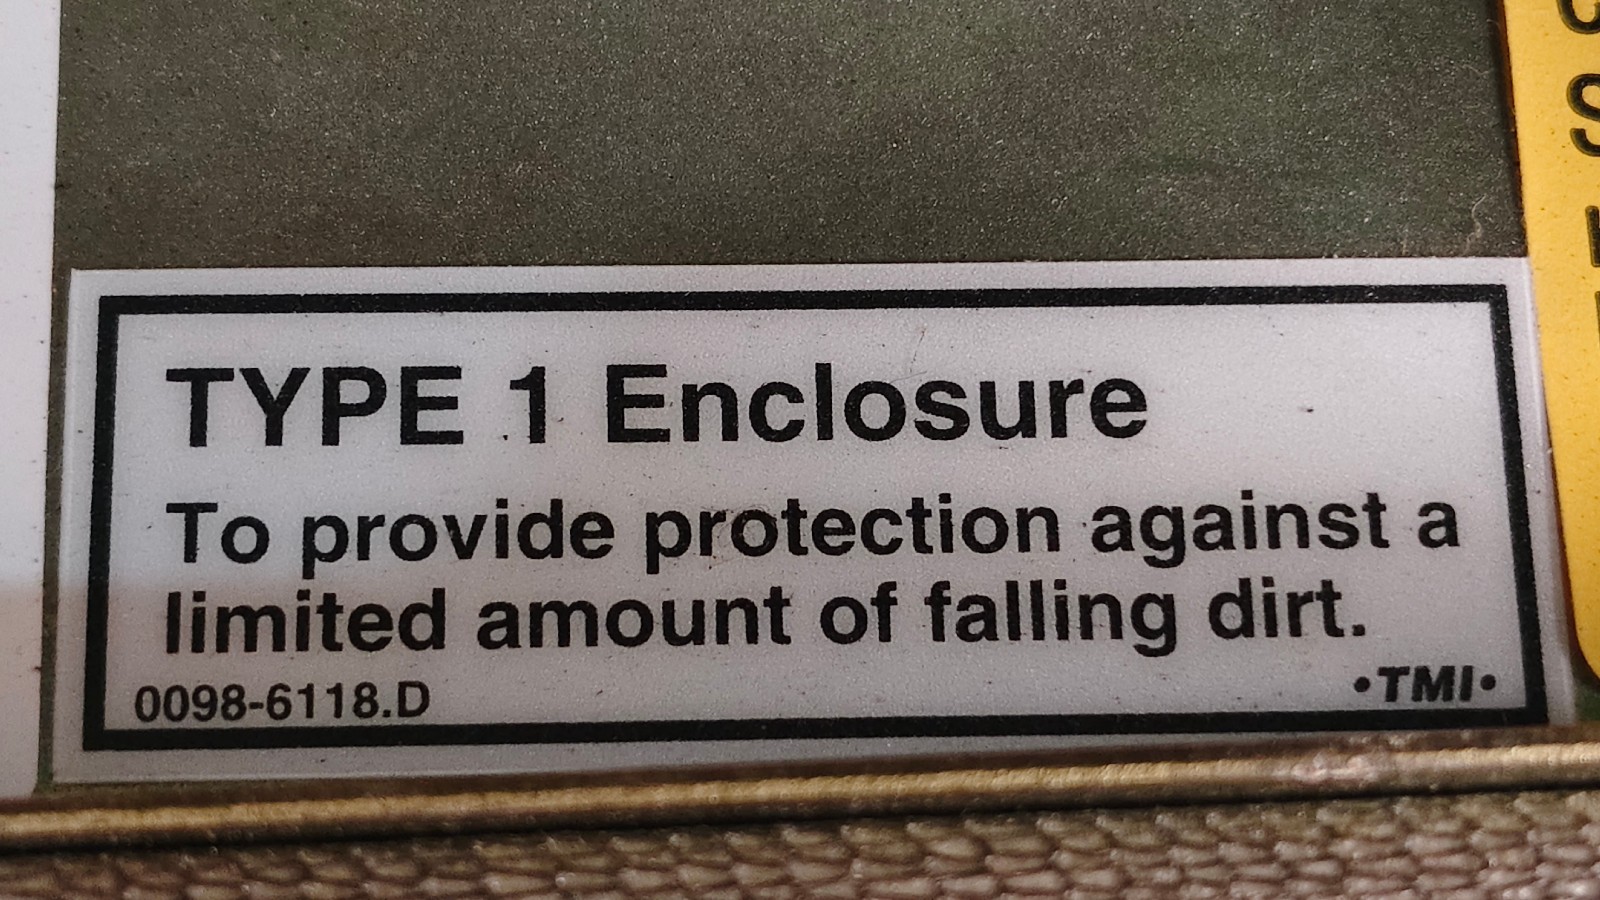 TYPE 1 Enclosure
To provide protection against a
limited amount of falling dirt.
0098-6118.D
•TMI•